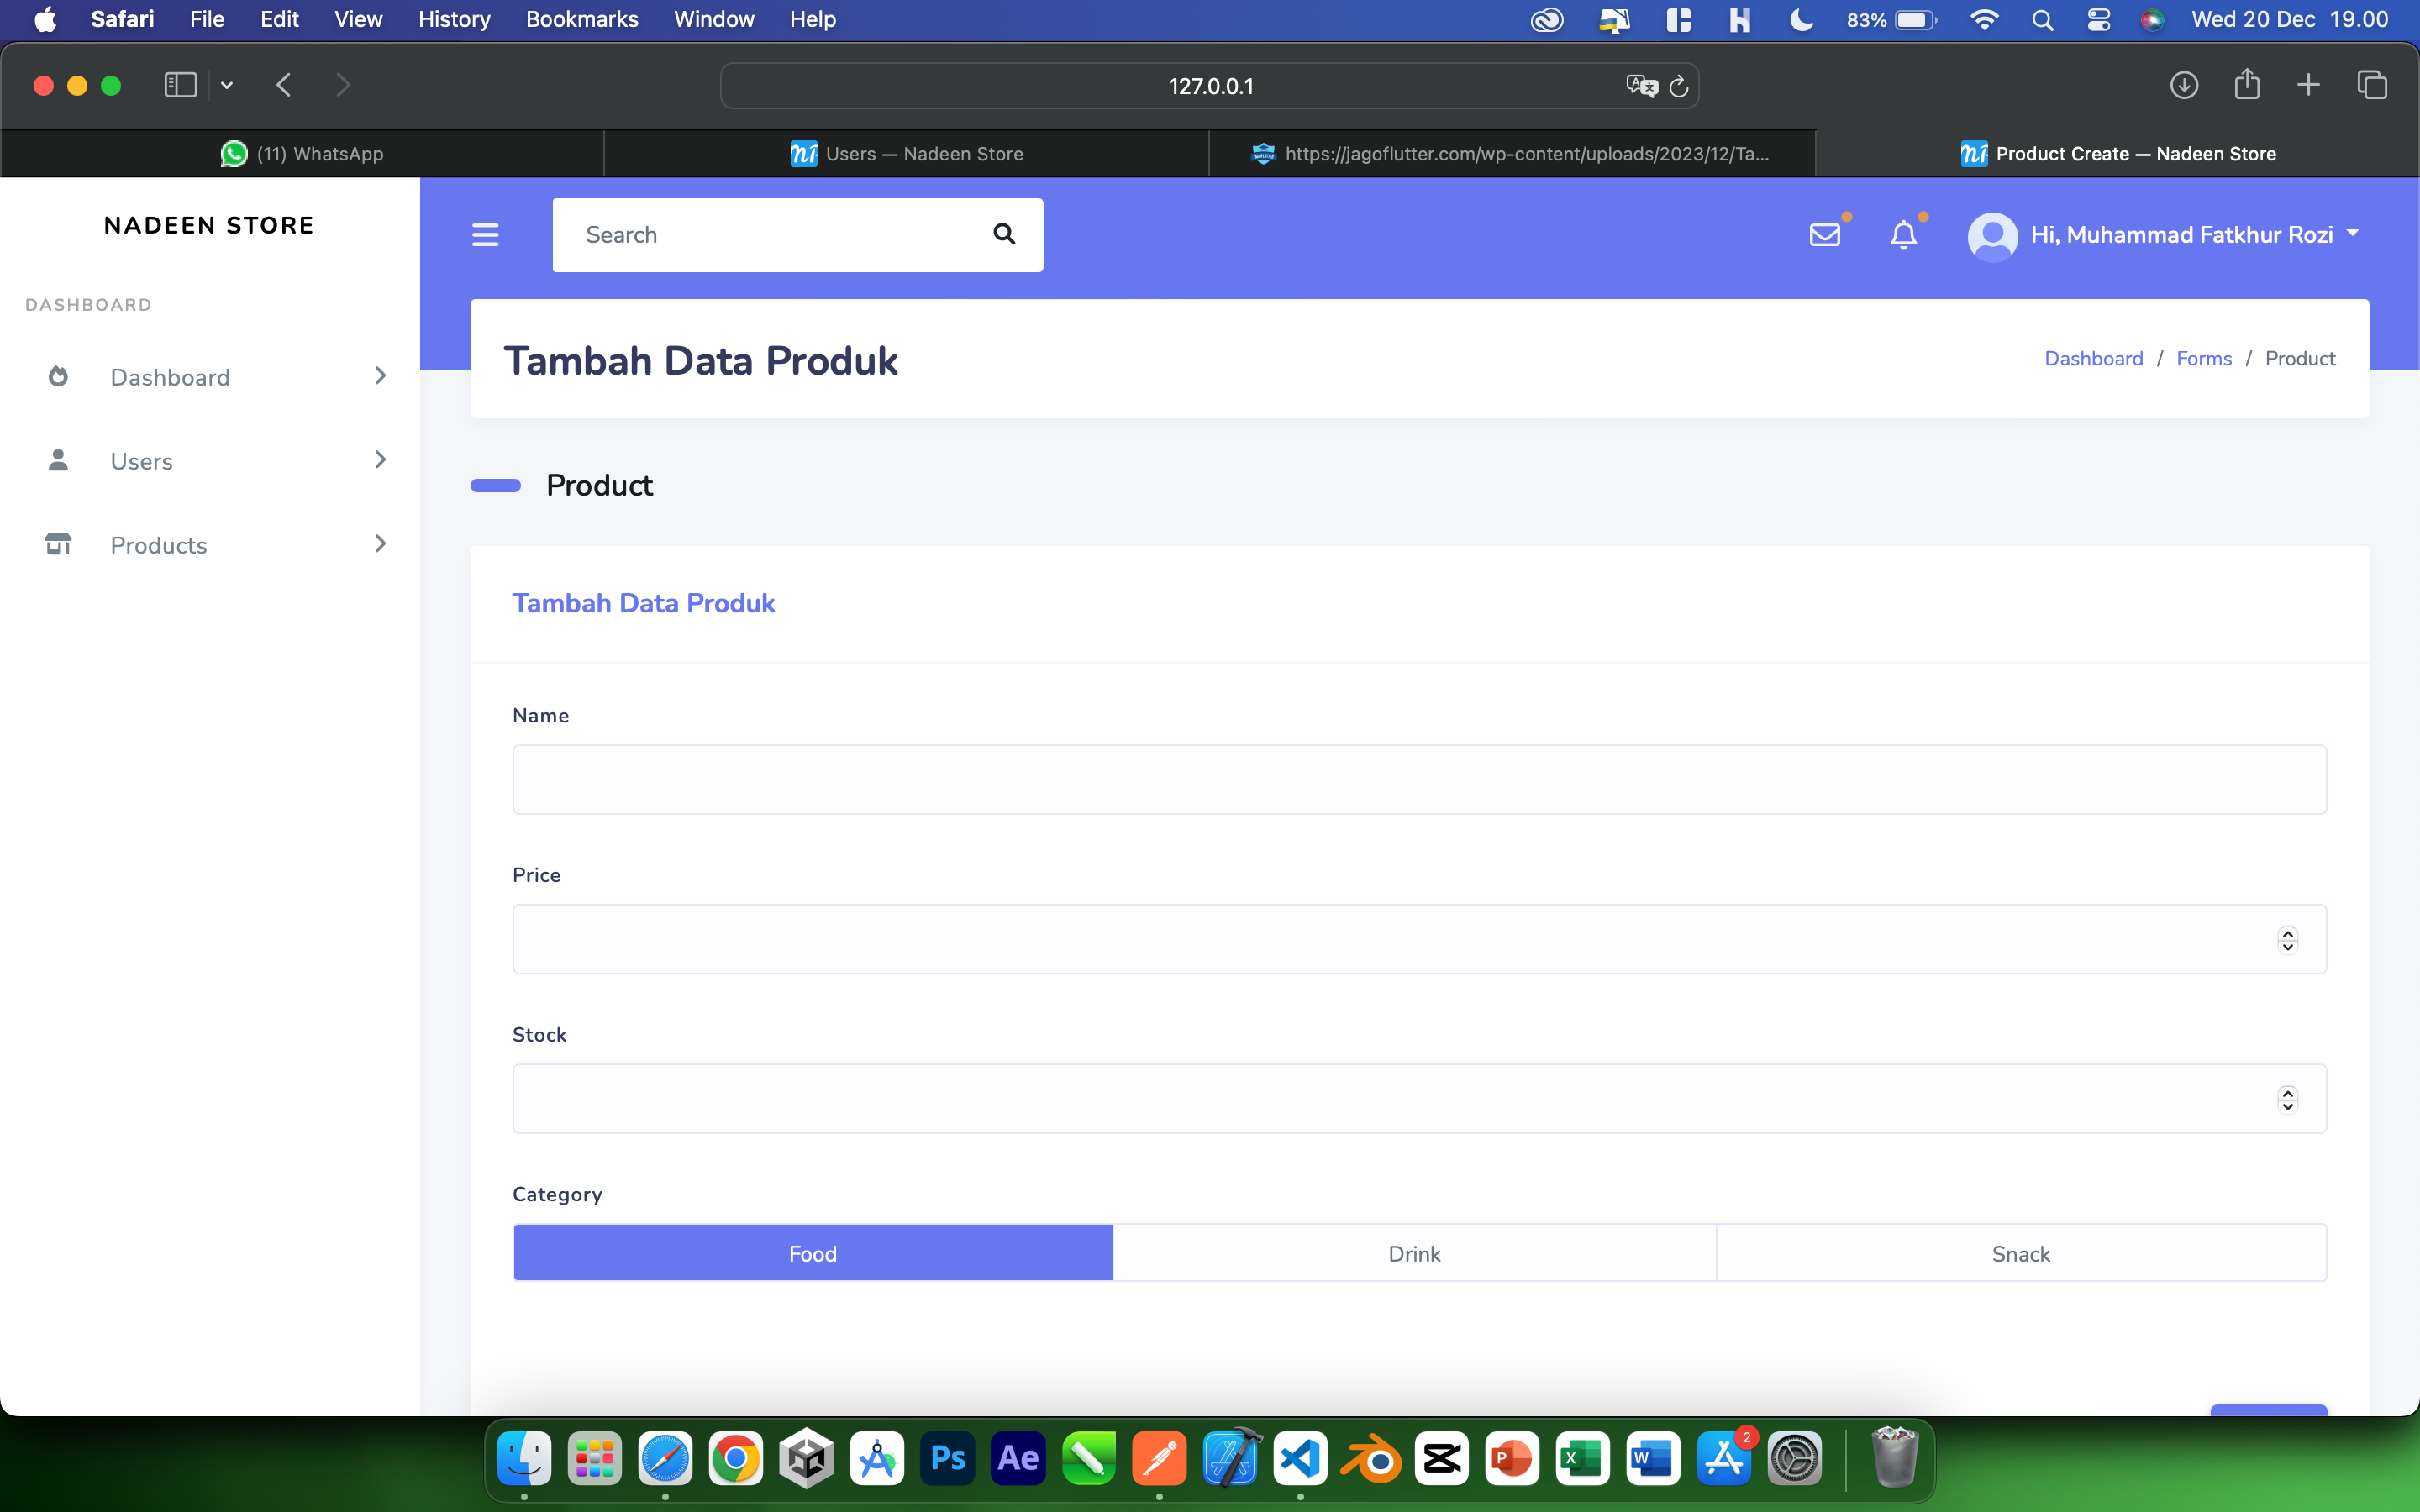 Safari File Edit View History Bookmarks Window Help 83% Wed 20 Dec 19.00
127.0.0.1
(11) WhatsApp
Users — Nadeen Store
https://jagoflutter.com/wp-content/uploads/2023/12/Ta...
Product Create — Nadeen Store
NADEEN STORE
Search
Hi, Muhammad Fatkhur Rozi
DASHBOARD
Dashboard
Users
Products
Tambah Data Produk
Dashboard / Forms / Product
Product
Tambah Data Produk
Name
Price
Stock
Category
Food
Drink
Snack
Ps
Ae
P
X
W
2